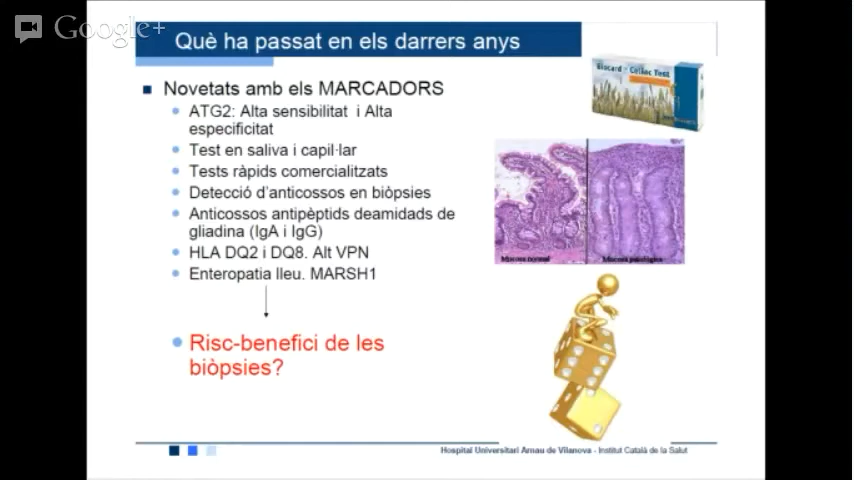 Google+
Què ha passat en els darrers anys
Novetats amb els MARCADORS
ATG2: Alta sensibilitat i Alta
especificitat
Test en saliva i capil·lar
Tests ràpids comercialitzats
Detecció d'anticossos en biòpsies
Anticossos antipèptids deamidats de
gliadina (IgA i IgG)
HLA DQ2 i DQ8. Alt VPN
Enteropatia lleu. MARSH1
Risc-benefici de les
biòpsies?
Biocard Celiac Test
Mucosa normal
Mucosa patológica
Hospital Universitari Arnau de Vilanova - Institut Català de la Salut